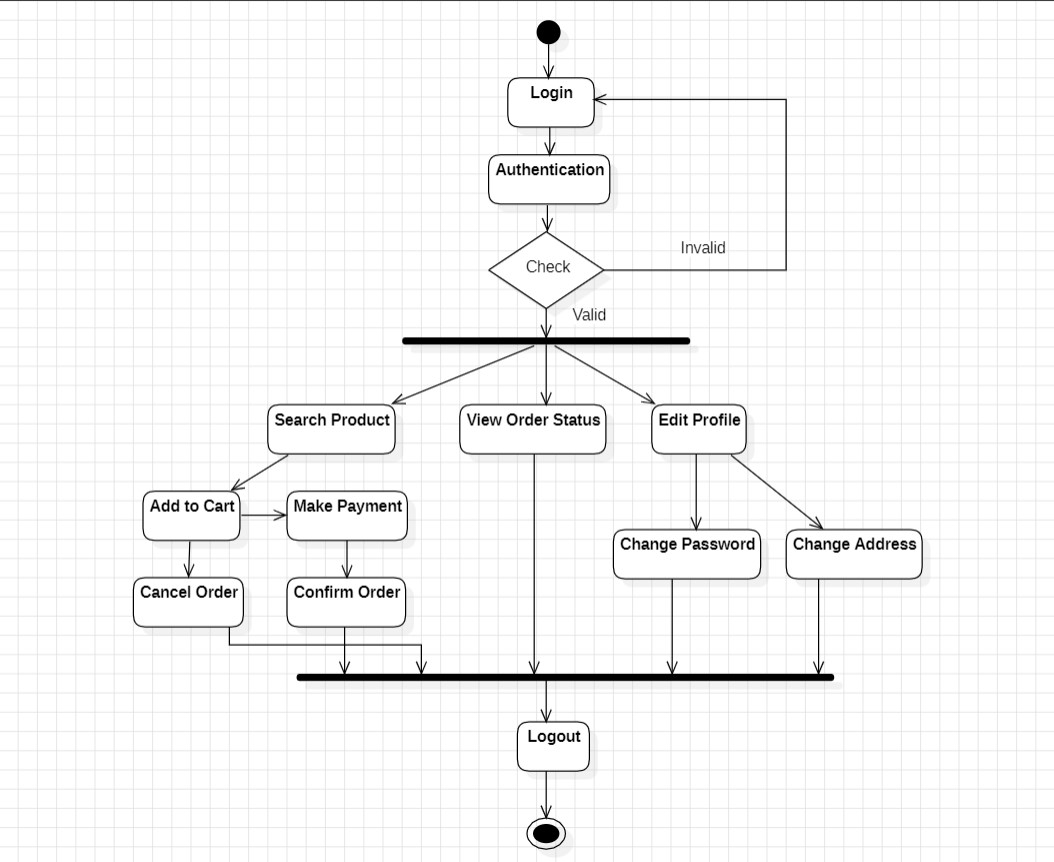 Login
Authentication
Check
Invalid
Valid
Search Product
View Order Status
Edit Profile
Add to Cart
Make Payment
Change Password
Change Address
Cancel Order
Confirm Order
Logout